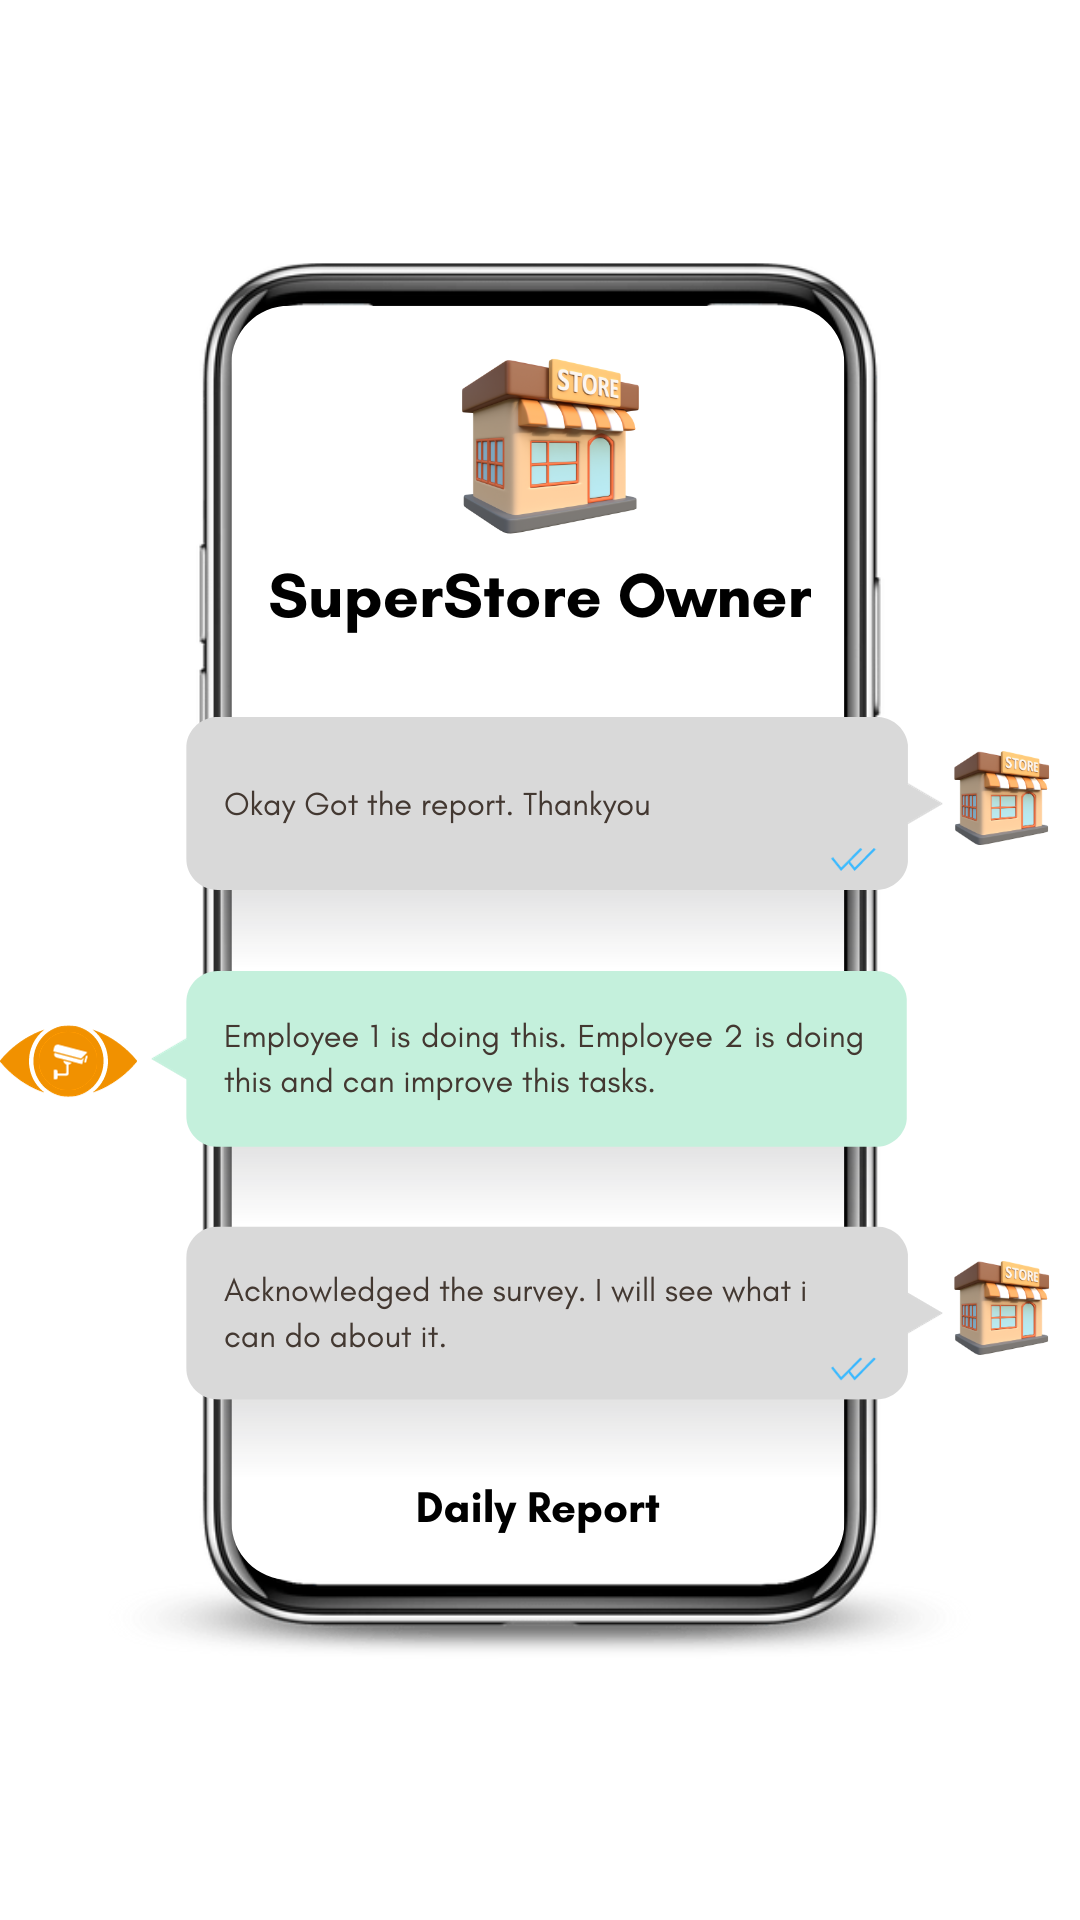 STORE
SuperStore Owner
Okay Got the report. Thankyou
STORE
Employee 1 is doing this. Employee 2 is doing
this and can improve this tasks.
Acknowledged the survey. I will see what i
can do about it.
STORE
Daily Report